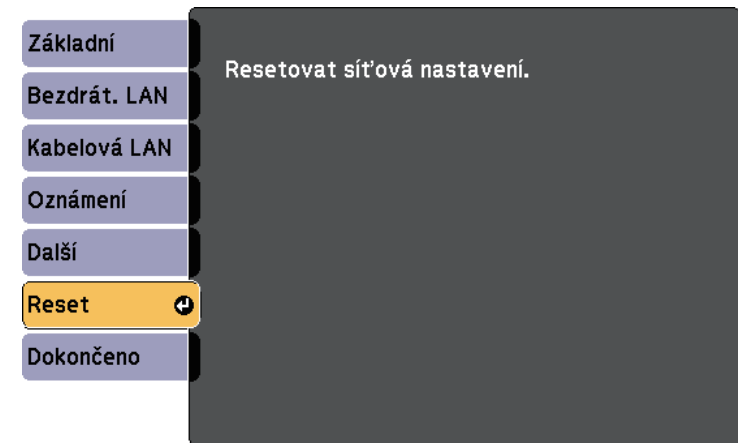 Základní
Bezdrát. LAN
Kabelová LAN
Oznámení
Další
Reset
Dokončeno
Resetovat síťová nastavení.